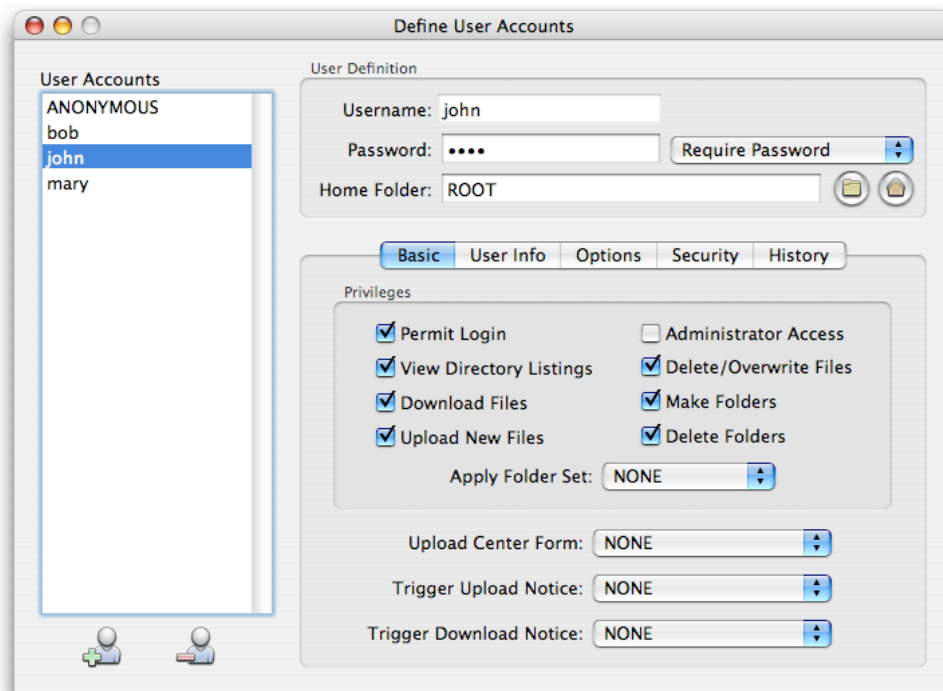 Define User Accounts
User Accounts
ANONYMOUS
bob
john
mary
User Definition
Username: john
Password: •••• Require Password
Home Folder: ROOT
Basic User Info Options Security History
Privileges
Permit Login Administrator Access
View Directory Listings Delete/Overwrite Files
Download Files Make Folders
Upload New Files Delete Folders
Apply Folder Set: NONE
Upload Center Form: NONE
Trigger Upload Notice: NONE
Trigger Download Notice: NONE